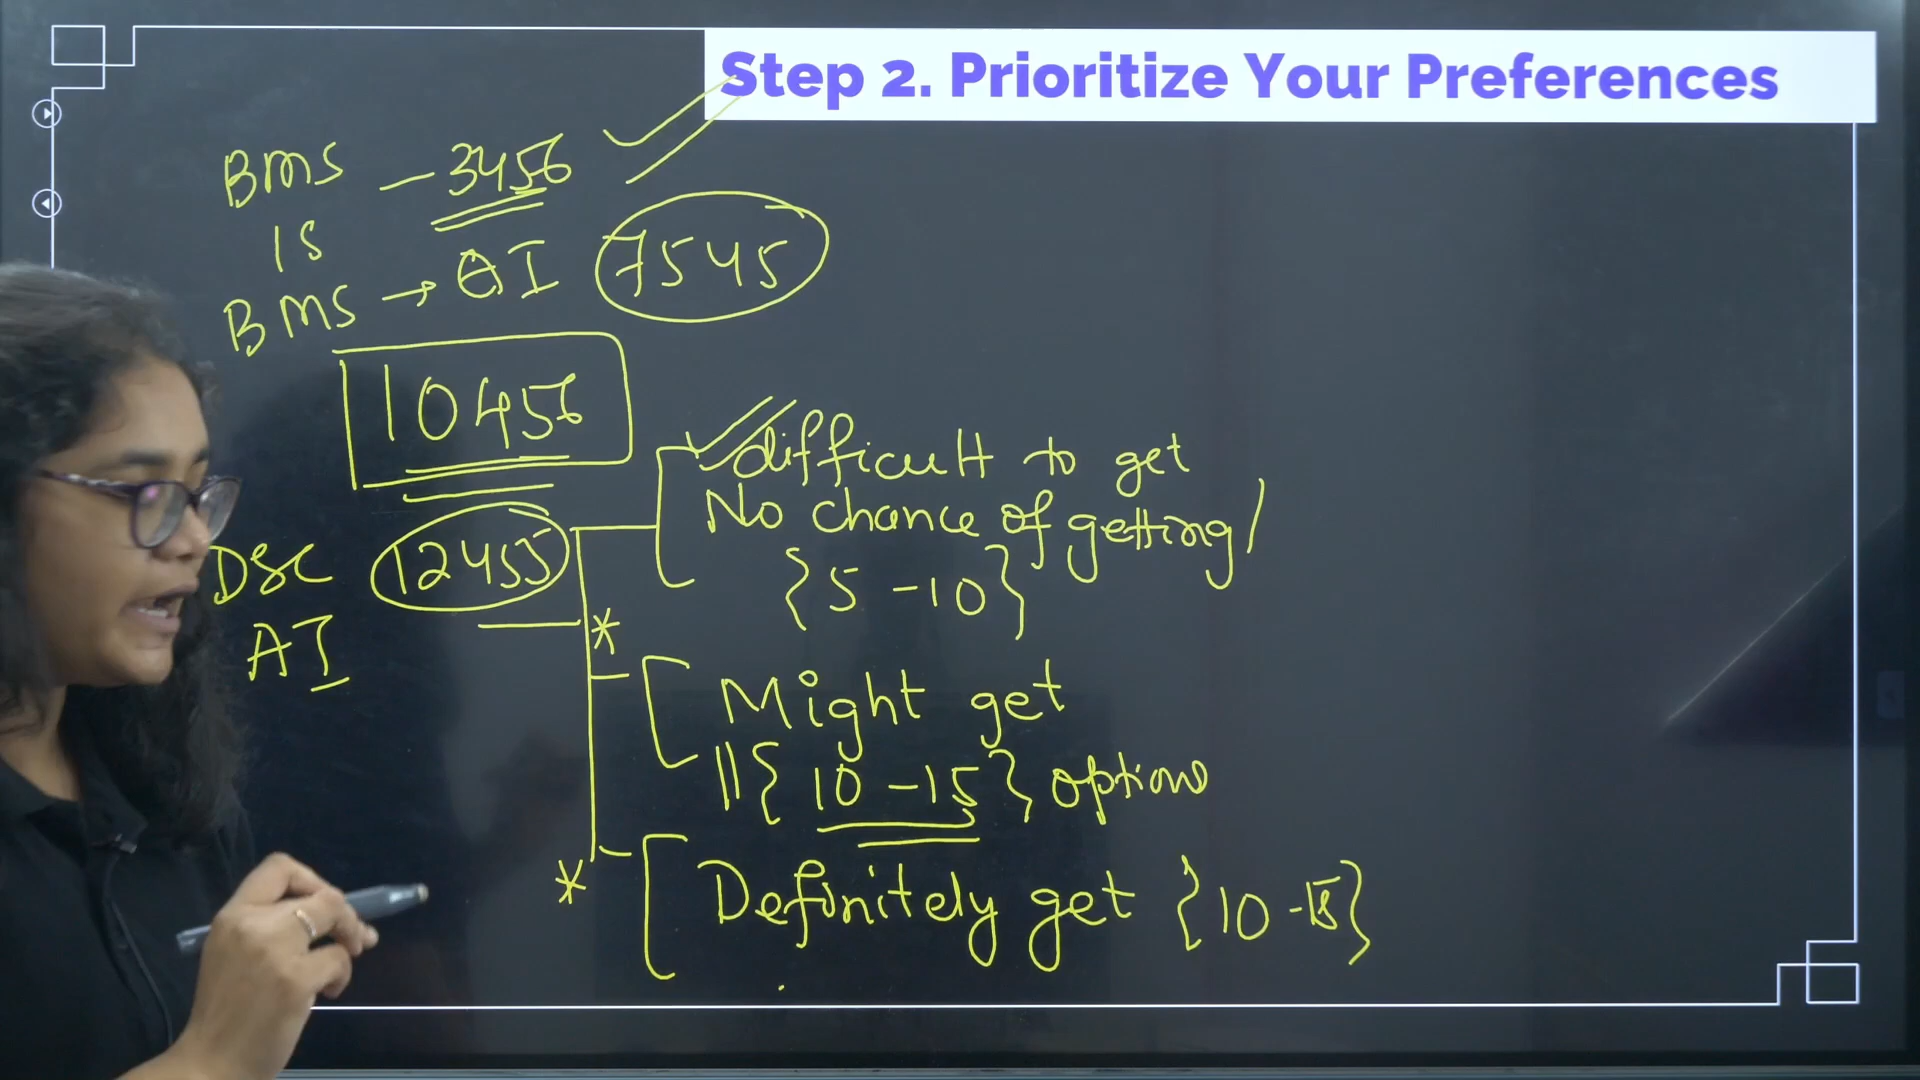 Step 2. Prioritize Your Preferences
BMS - 3456
IS
BMS → AI 7545
10456
DSC 12455
AI
difficult to get
No chance of getting
{5 - 10}
*
Might get
{10 - 15} options
*
Definitely get {10 - 15}